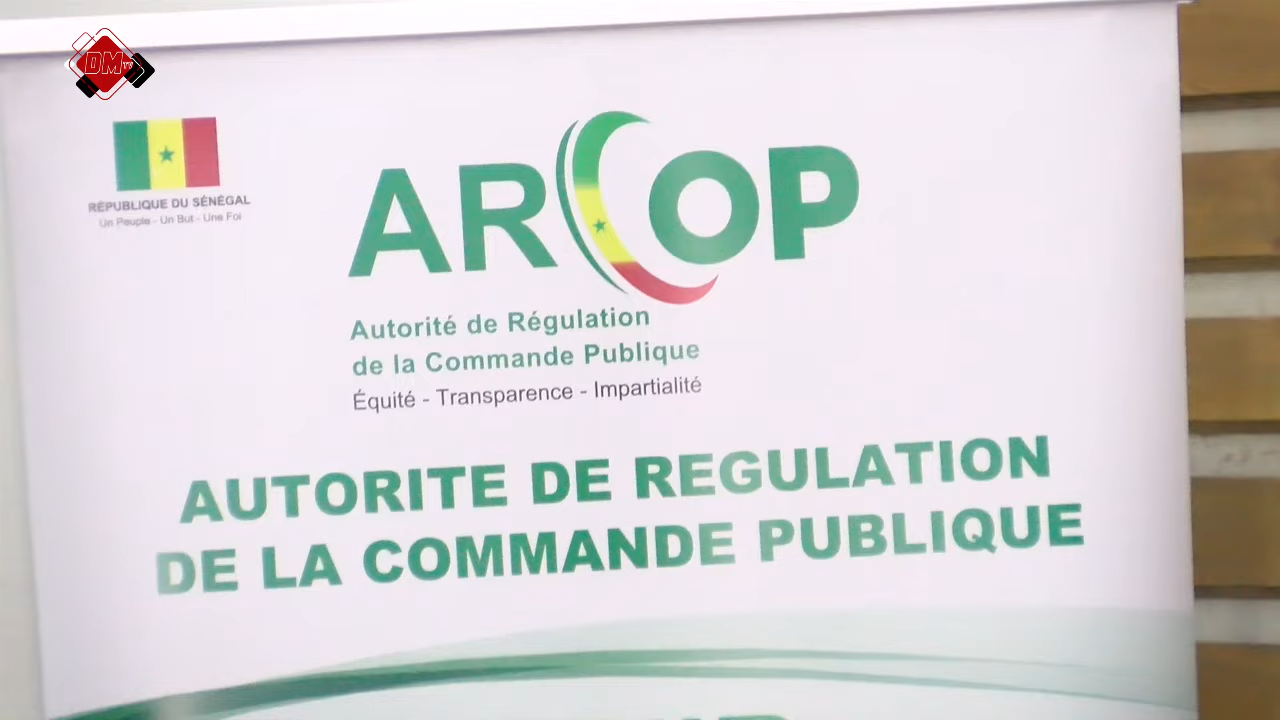 DM TV
RÉPUBLIQUE DU SÉNÉGAL
Un Peuple - Un But - Une Foi
ARCOP
Autorité de Régulation
de la Commande Publique
Équité - Transparence - Impartialité
AUTORITE DE REGULATION
DE LA COMMANDE PUBLIQUE